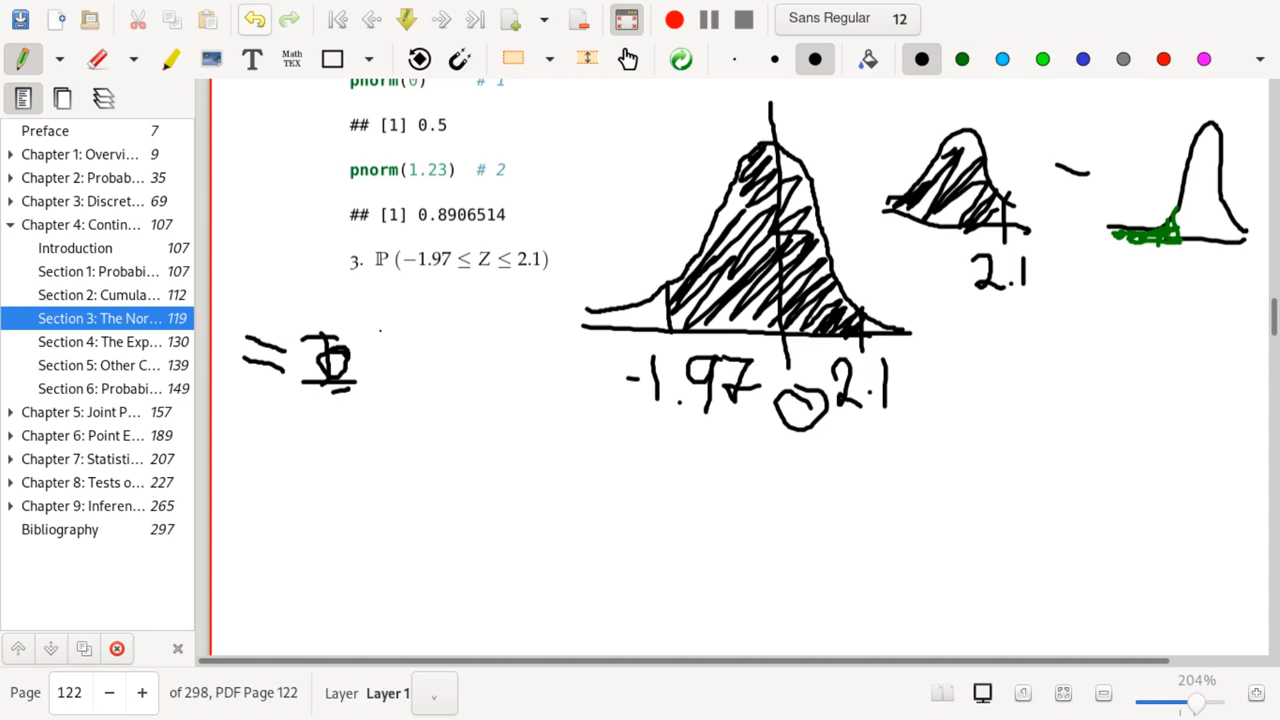 Sans Regular 12
Math
TEX
Preface 7
Chapter 1: Overvi... 9
Chapter 2: Probab... 35
Chapter 3: Discret... 69
Chapter 4: Contin... 107
Introduction 107
Section 1: Probabi... 107
Section 2: Cumula... 112
Section 3: The Nor... 119
Section 4: The Exp... 130
Section 5: Other C... 139
Section 6: Probabi... 149
Chapter 5: Joint P... 157
Chapter 6: Point E... 189
Chapter 7: Statisti... 207
Chapter 8: Tests o... 227
Chapter 9: Inferen... 265
Bibliography 297
pnorm(0) # 1
## [1] 0.5
pnorm(1.23) # 2
## [1] 0.8906514
3. ℙ (−1.97 ≤ Z ≤ 2.1)
= Φ
-1.97 0 2.1
−
2.1
Page 122 of 298, PDF Page 122 Layer Layer 1
204%